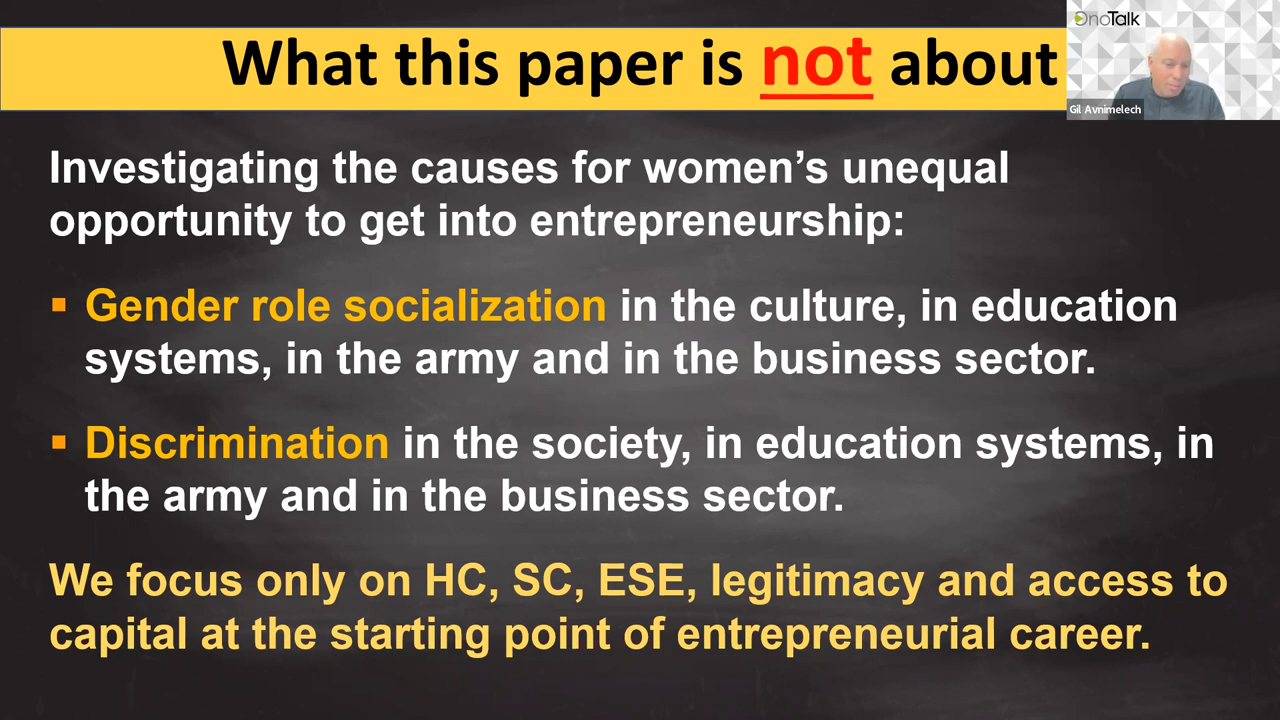 What this paper is not about
OnoTalk
Gil Avnimelech
Investigating the causes for women’s unequal
opportunity to get into entrepreneurship:
▪ Gender role socialization in the culture, in education
systems, in the army and in the business sector.
▪ Discrimination in the society, in education systems, in
the army and in the business sector.
We focus only on HC, SC, ESE, legitimacy and access to
capital at the starting point of entrepreneurial career.